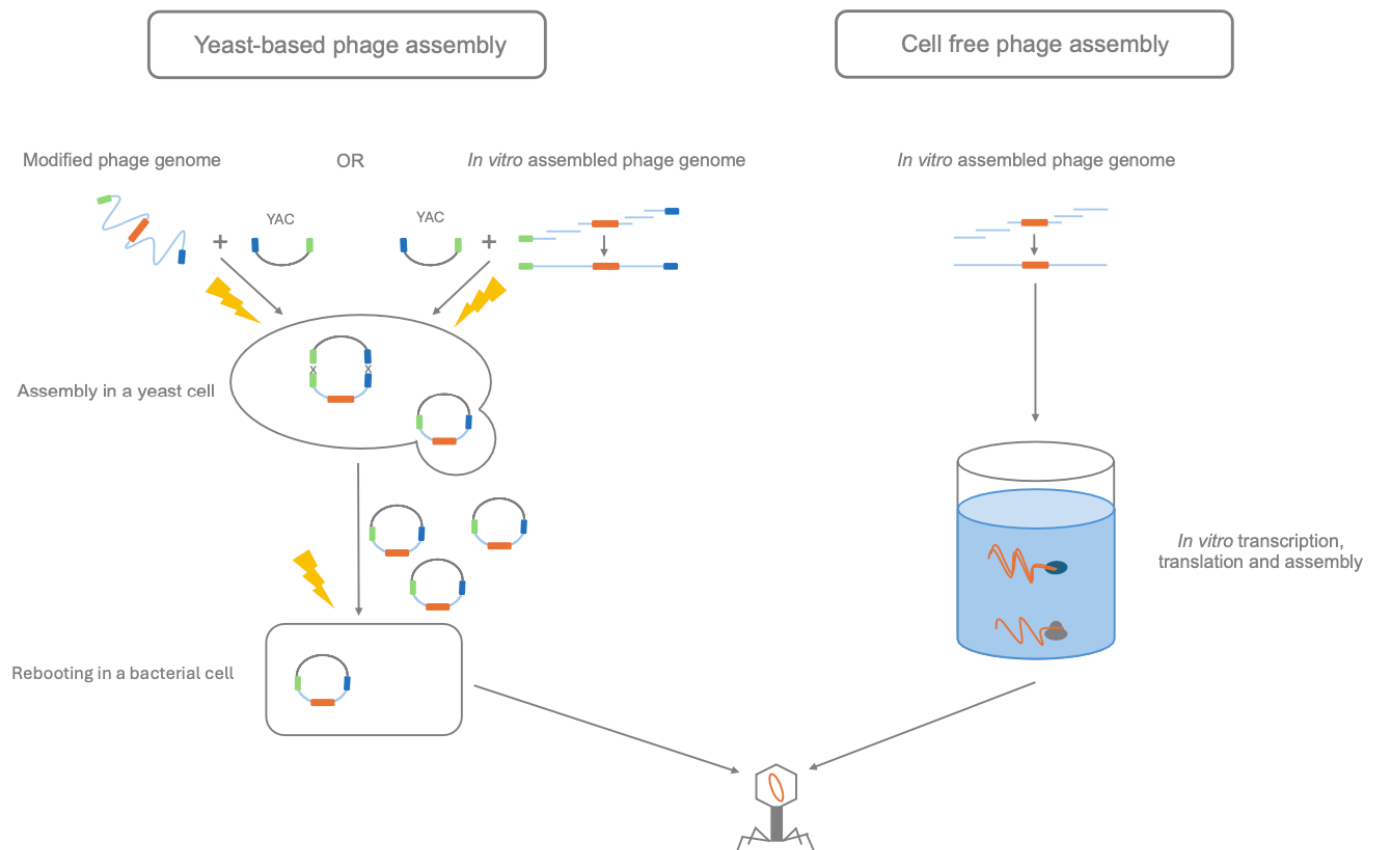 Yeast-based phage assembly
Cell free phage assembly
Modified phage genome
OR
In vitro assembled phage genome
In vitro assembled phage genome
YAC
YAC
+
+
Assembly in a yeast cell
x
x
In vitro transcription,
translation and assembly
Rebooting in a bacterial cell